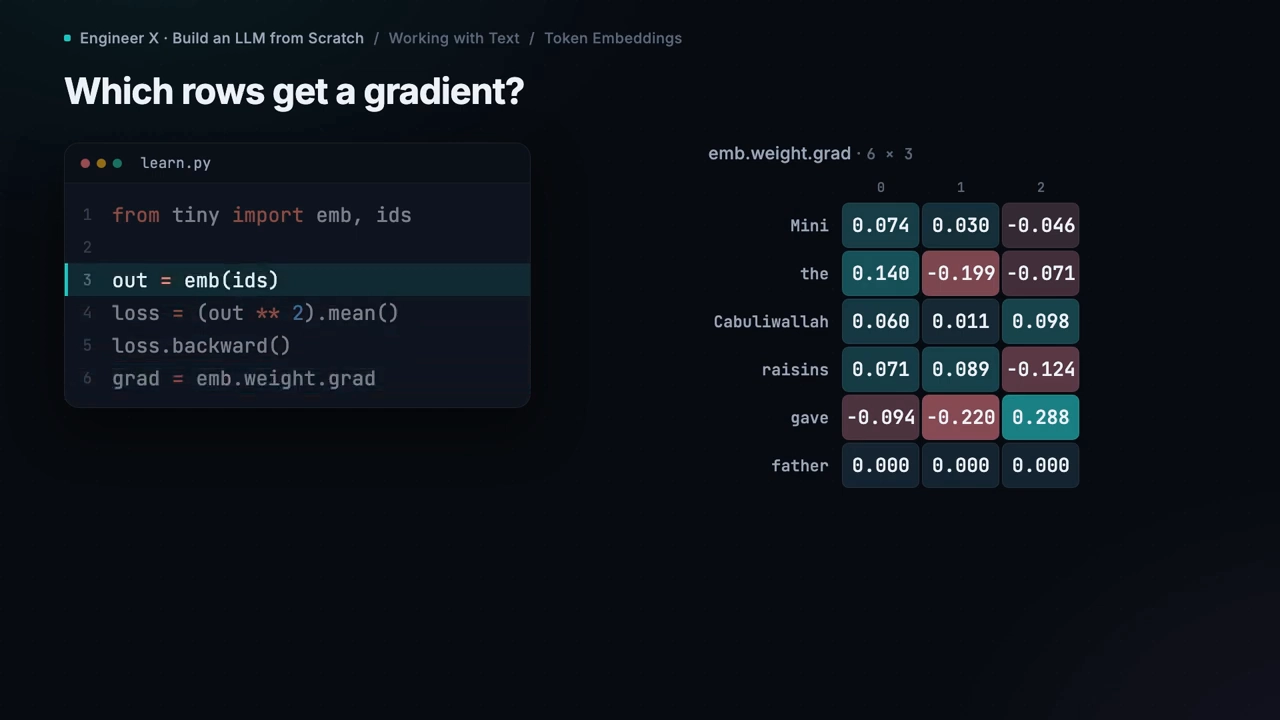 Engineer X · Build an LLM from Scratch / Working with Text / Token Embeddings
Which rows get a gradient?
learn.py
1 from tiny import emb, ids
2
3 out = emb(ids)
4 loss = (out ** 2).mean()
5 loss.backward()
6 grad = emb.weight.grad
emb.weight.grad · 6 × 3
0 1 2
Mini 0.074 0.030 -0.046
the 0.140 -0.199 -0.071
Cabuliwallah 0.060 0.011 0.098
raisins 0.071 0.089 -0.124
gave -0.094 -0.220 0.288
father 0.000 0.000 0.000